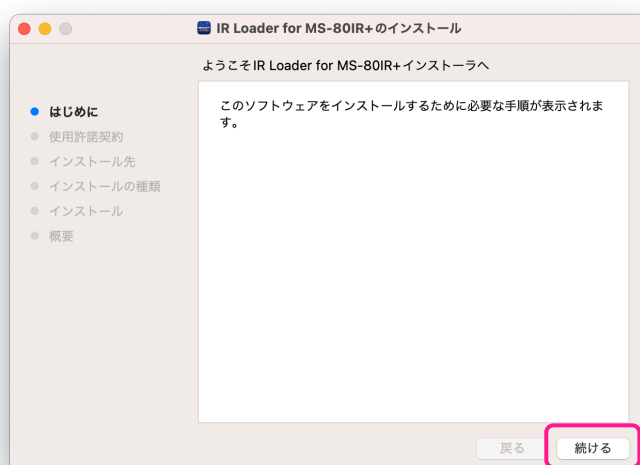 IR Loader for MS-80IR+のインストール
ようこそIR Loader for MS-80IR+インストーラへ
はじめに
使用許諾契約
インストール先
インストールの種類
インストール
概要
このソフトウェアをインストールするために必要な手順が表示されま
す。
戻る
続ける